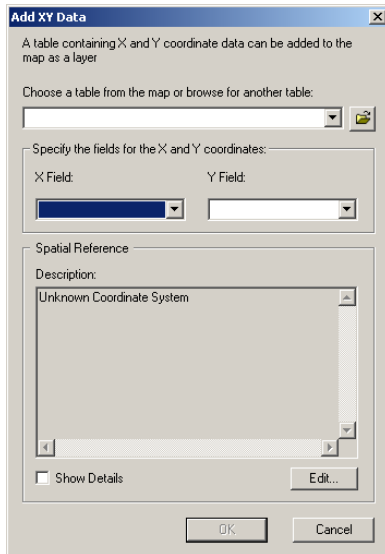 Add XY Data
A table containing X and Y coordinate data can be added to the
map as a layer
Choose a table from the map or browse for another table:
Specify the fields for the X and Y coordinates:
X Field: Y Field:
Spatial Reference
Description:
Unknown Coordinate System
Show Details Edit...
OK Cancel